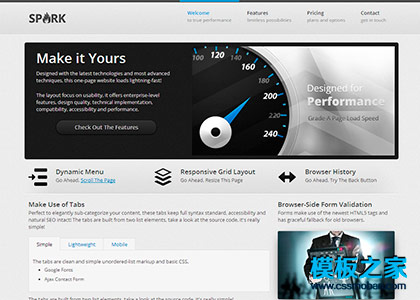 SPARK
Welcome
to true performance
Features
limitless possibilities
Pricing
plans and options
Contact
get in touch
Make it Yours
Designed with the latest technologies and most advanced
techniques, this one-page website loads lightning-fast!
The layout focus on usability, it offers enterprise-level
features, design quality, technical implementation,
compatibility, accessibility and performance.
Check Out The Features
120
140
160
180
200
220
240
Designed for
Performance
Grade A Page Load Speed
Dynamic Menu
Go Ahead, Scroll The Page
Responsive Grid Layout
Go Ahead, Resize This Page
Browser History
Go Ahead, Try The Back Button
Make Use of Tabs
Perfect to elegantly sub-categorize your content, these tabs keep full syntax standard, accessibility and
natural SEO intact! The tabs are built from two list elements, take a look at the source code, it's really
simple!
Simple
Lightweight
Mobile
The tabs are clean and simple unordered-list markup and basic CSS.
Google Fonts
Ajax Contact Form
The tabs are built from two list elements, take a look at the source code, it's really simple!
Browser-Side Form Validation
Forms make use of the newest HTML5 tags and
has graceful fallback for old browsers.
模板之家
www.cssmoban.com